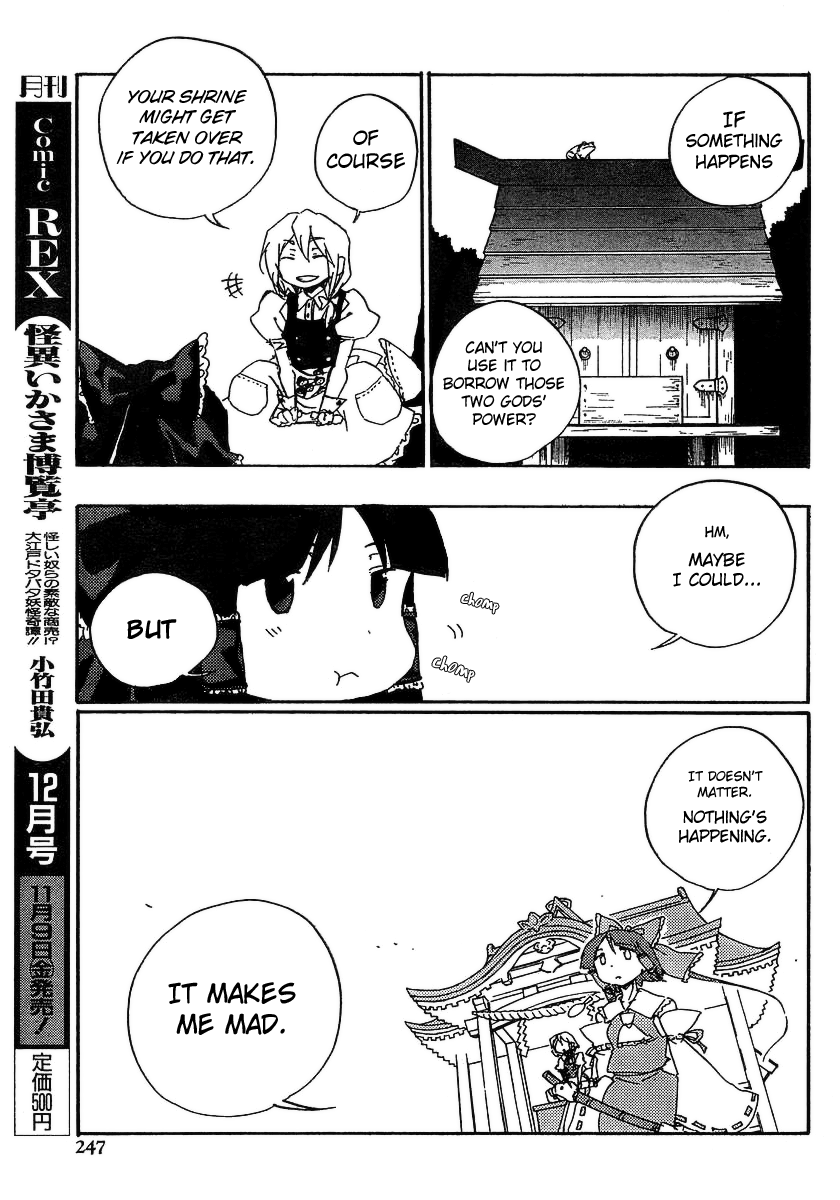 IF
SOMETHING
HAPPENS
CAN'T YOU
USE IT TO
BORROW THOSE
TWO GODS'
POWER?
OF
COURSE
YOUR SHRINE
MIGHT GET
TAKEN OVER
IF YOU DO THAT.
HM,
MAYBE
I COULD...
chomp
chomp
BUT
IT DOESN'T
MATTER.
NOTHING'S
HAPPENING.
IT MAKES
ME MAD.
月刊
Comic REX
怪異いかさま博覧亭
怪しい奴らの素敵な商売!?
大江戸ドタバタ妖怪奇譚!!
小竹田貴弘
12月号
11月9日金発売!
定価500円
247